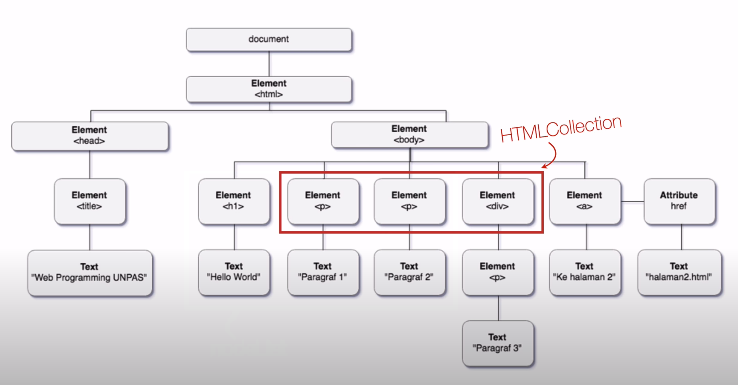 document
Element
<html>
Element
<head>
Element
<body>
HTMLCollection
Element
<title>
Element
<h1>
Element
<p>
Element
<p>
Element
<div>
Element
<a>
Attribute
href
Text
"Web Programming UNPAS"
Text
"Hello World"
Text
"Paragraf 1"
Text
"Paragraf 2"
Element
<p>
Text
"Ke halaman 2"
Text
"halaman2.html"
Text
"Paragraf 3"